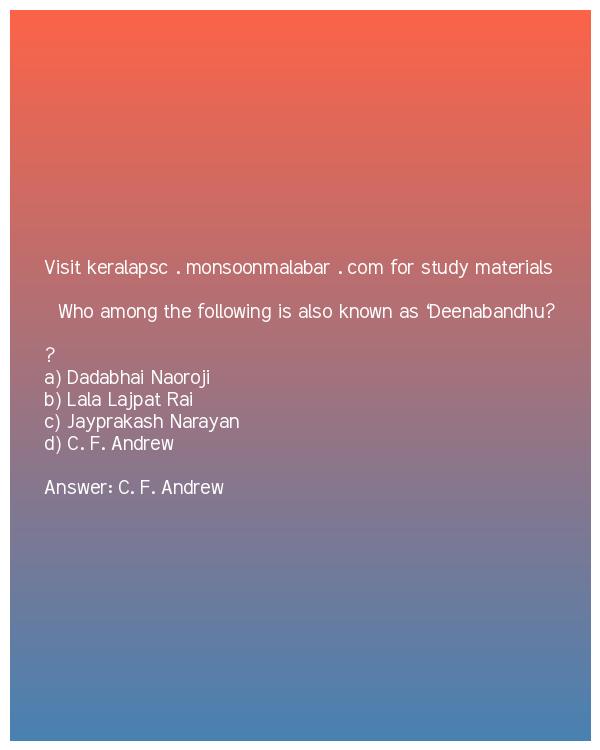 Visit keralapsc . monsoonmalabar . com for study materials
Who among the following is also known as ‘Deenabandhu?
?
a) Dadabhai Naoroji
b) Lala Lajpat Rai
c) Jayprakash Narayan
d) C. F. Andrew
Answer: C. F. Andrew